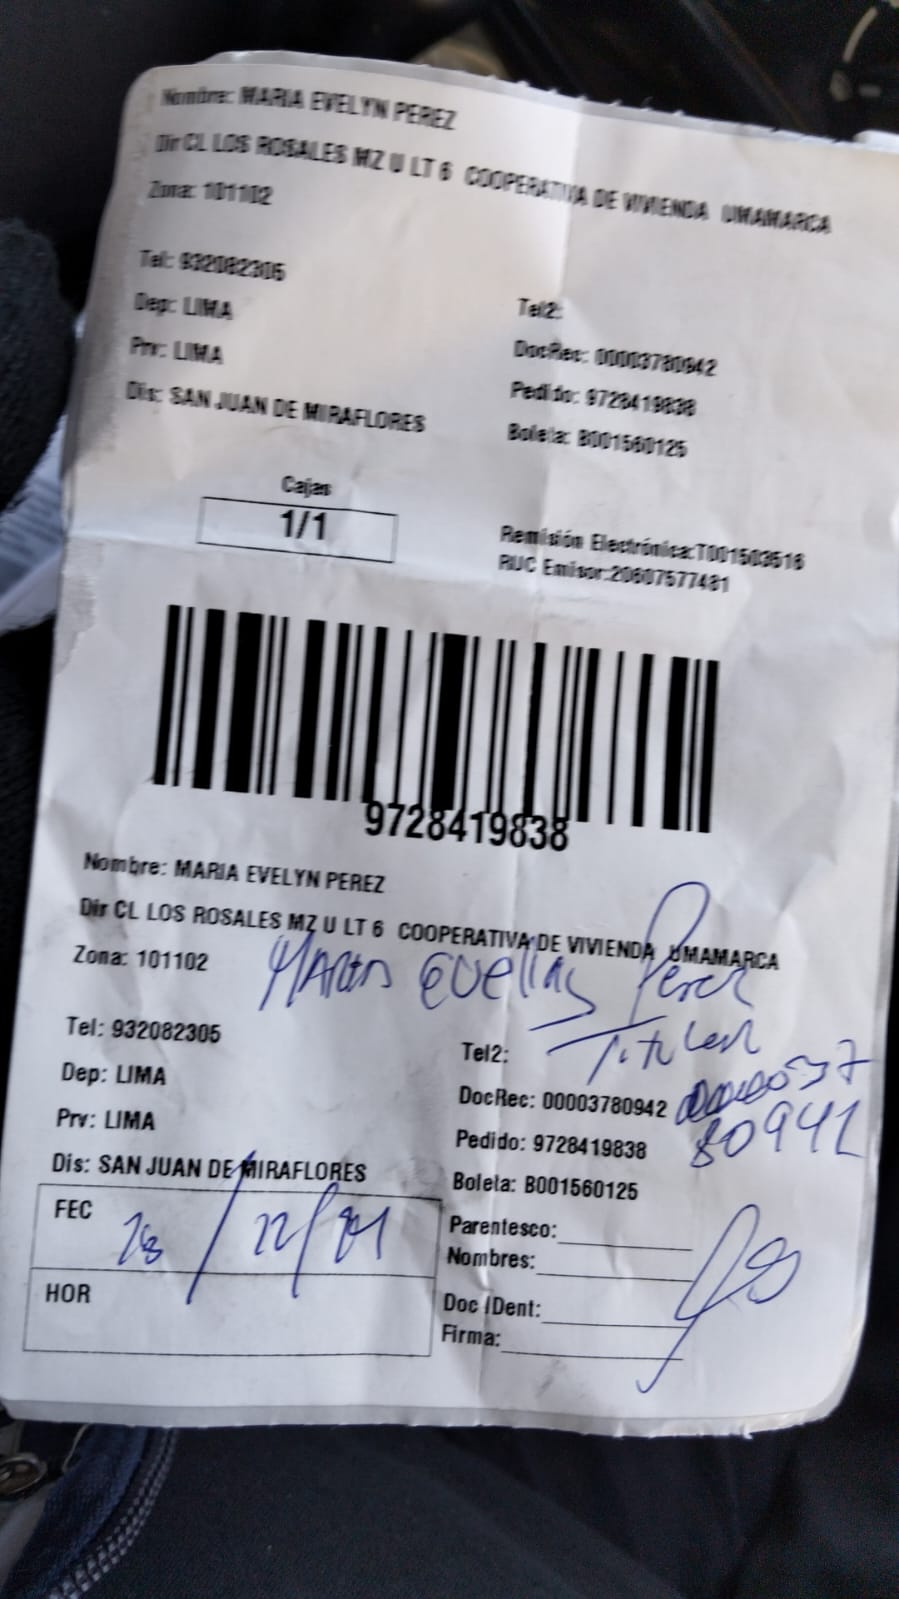 Nombre: MARIA EVELYN PEREZ
Dir CL LOS ROSALES MZ U LT 6 COOPERATIVA DE VIVIENDA UMAMARCA
Zona: 101102
Tel: 932082305
Tel2:
Dep: LIMA
DocRec: 00003780942
Prv: LIMA
Pedido: 9728419838
Dis: SAN JUAN DE MIRAFLORES
Boleta: B001560125
Cajas
1/1
Remisión Electrónica:T001503516
RUC Emisor:20607577481
9728419838
Nombre: MARIA EVELYN PEREZ
Dir CL LOS ROSALES MZ U LT 6 COOPERATIVA DE VIVIENDA UMAMARCA
Zona: 101102
Perez
Titular
Tel: 932082305
Tel2:
Dep: LIMA
DocRec: 00003780942
Prv: LIMA
Pedido: 9728419838
80942
Dis: SAN JUAN DE MIRAFLORES
Boleta: B001560125
FEC
Parentesco:
Nombres:
HOR
Doc IDent:
Firma: